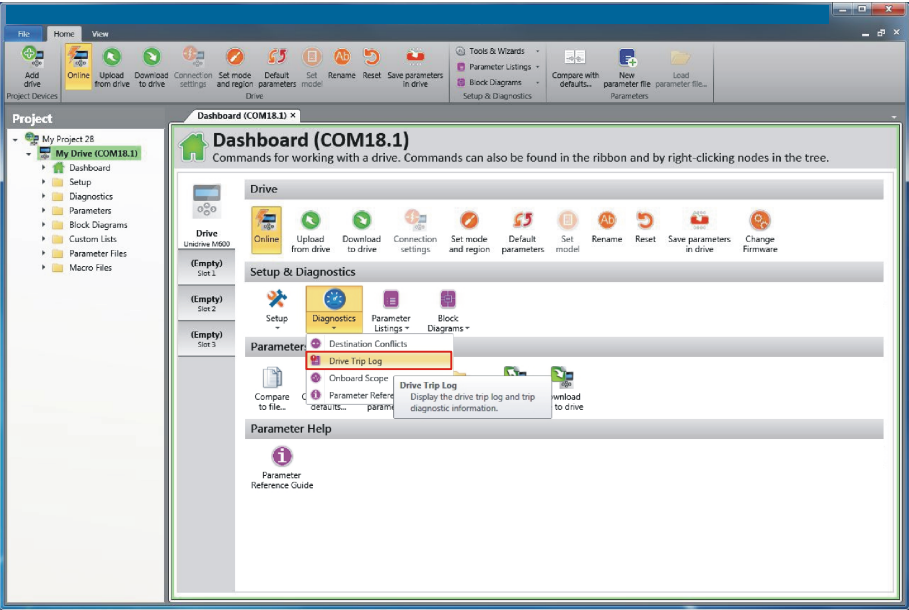 File Home View
Add drive
Online
Upload from drive
Download to drive
Connection settings
Set mode and region
Default parameters
Set model
Rename
Reset
Save parameters in drive
Tools & Wizards
Parameter Listings
Block Diagrams
Compare with defaults...
New parameter file
Load parameter file...
Project Devices
Drive
Setup & Diagnostics
Parameters
Project
My Project 28
My Drive (COM18.1)
Dashboard
Setup
Diagnostics
Parameters
Block Diagrams
Custom Lists
Parameter Files
Macro Files
Dashboard (COM18.1) ×
Dashboard (COM18.1)
Commands for working with a drive. Commands can also be found in the ribbon and by right-clicking nodes in the tree.
Drive
Unidrive M600
(Empty)
Slot 1
(Empty)
Slot 2
(Empty)
Slot 3
Drive
Online
Upload from drive
Download to drive
Connection settings
Set mode and region
Default parameters
Set model
Rename
Reset
Save parameters in drive
Change Firmware
Setup & Diagnostics
Setup
Diagnostics
Parameter Listings
Block Diagrams
Destination Conflicts
Drive Trip Log
Onboard Scope
Parameter Refere
Drive Trip Log
Display the drive trip log and trip
diagnostic information.
Parameter
Compare to file...
defaults...
param
wnload
to drive
Parameter Help
Parameter
Reference Guide